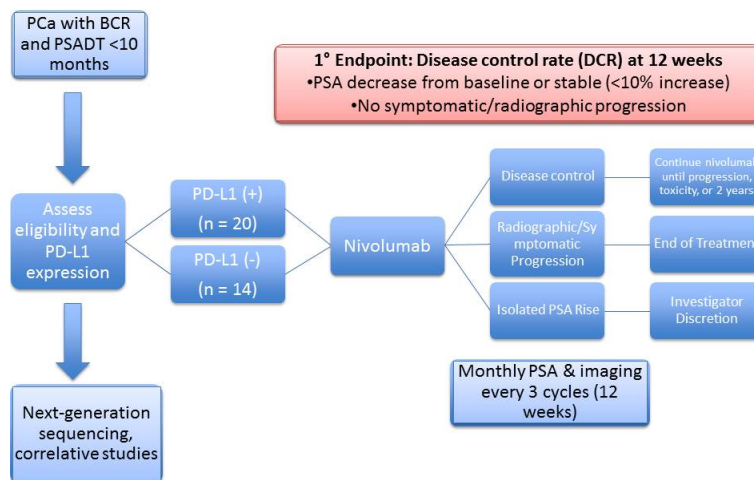 PCa with BCR
and PSADT <10
months
1° Endpoint: Disease control rate (DCR) at 12 weeks
•PSA decrease from baseline or stable (<10% increase)
•No symptomatic/radiographic progression
Assess
eligibility and
PD-L1
expression
PD-L1 (+)
(n = 20)
PD-L1 (-)
(n = 14)
Nivolumab
Disease control
Continue nivolumab
until progression,
toxicity, or 2 years
Radiographic/Sy
mptomatic
Progression
End of Treatment
Isolated PSA Rise
Investigator
Discretion
Monthly PSA & imaging
every 3 cycles (12
weeks)
Next-generation
sequencing,
correlative studies